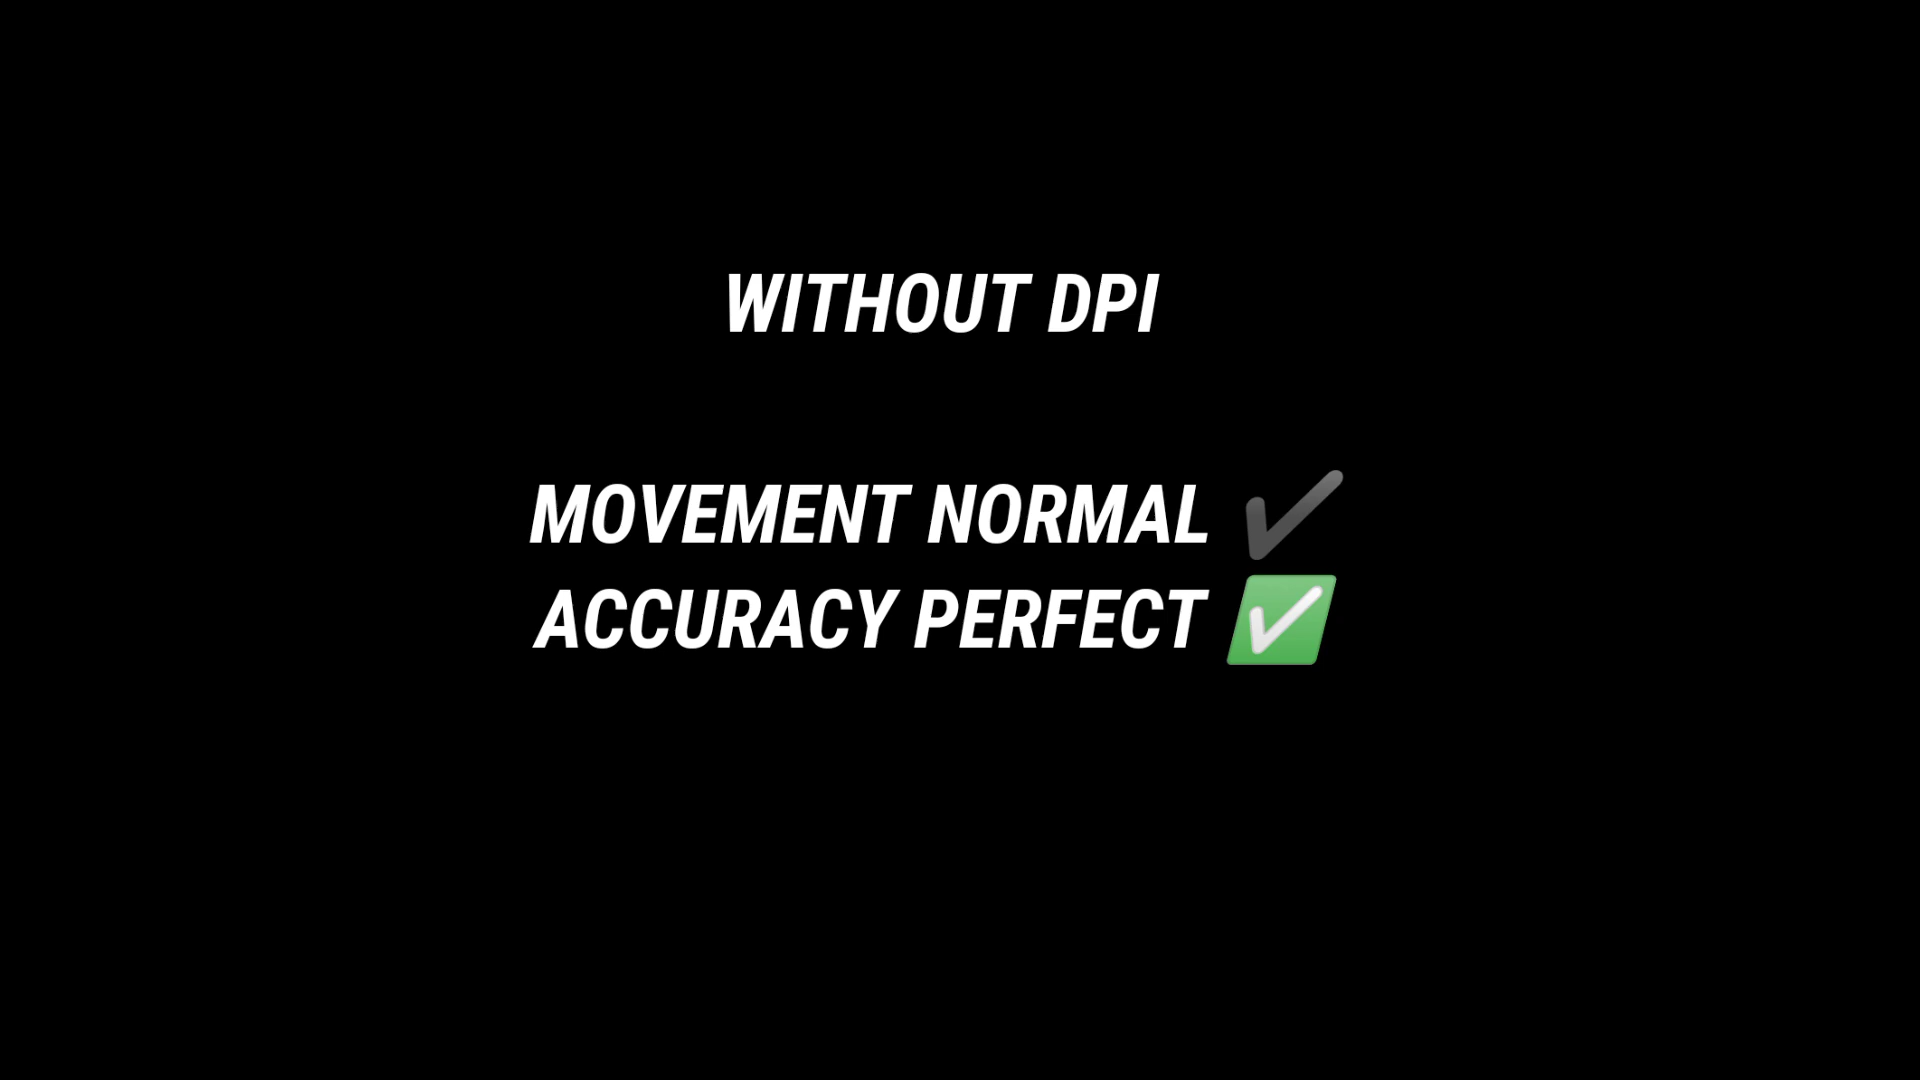 WITHOUT DPI
MOVEMENT NORMAL ✔️
ACCURACY PERFECT ✅